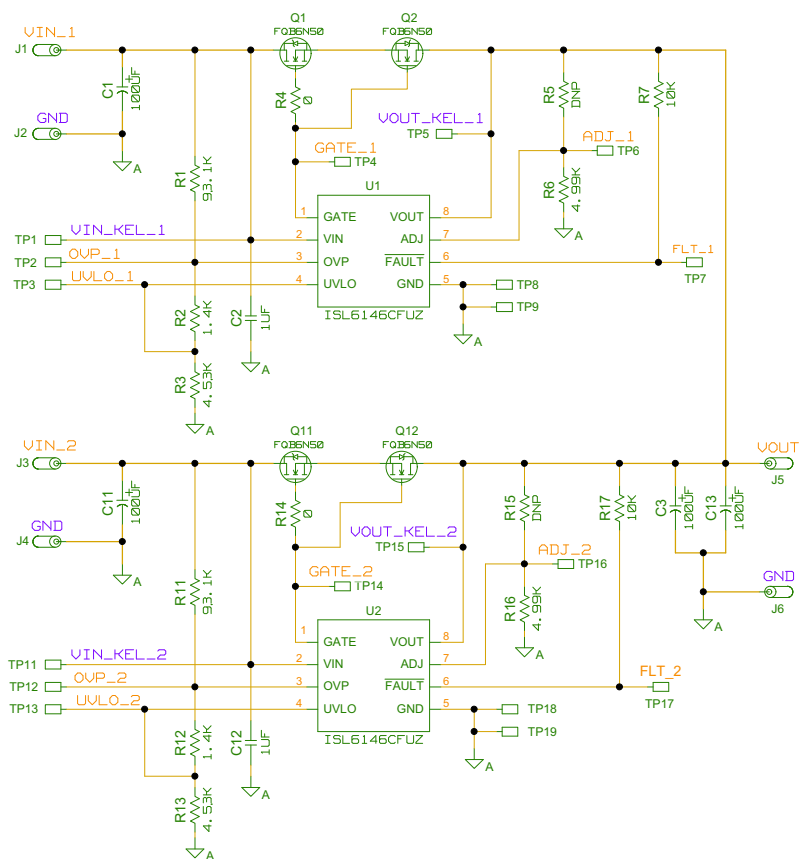 VIN_1
J1
C1
100UF
GND
J2
A
R1
93.1K
Q1
FQB6N50
Q2
FQB6N50
R4
0
GATE_1
TP4
VOUT_KEL_1
TP5
R5
DNP
R7
10K
ADJ_1
TP6
R6
4.99K
A
U1
1
GATE
VOUT
8
2
VIN
ADJ
7
3
OVP
FAULT
6
4
UVLO
GND
5
ISL6146CFUZ
TP1
VIN_KEL_1
TP2
OVP_1
TP3
UVLO_1
FLT_1
TP7
TP8
TP9
A
R2
1.4K
C2
1UF
A
R3
4.53K
A
VIN_2
J3
C11
100UF
GND
J4
A
R11
93.1K
Q11
FQB6N50
Q12
FQB6N50
R14
0
GATE_2
TP14
VOUT_KEL_2
TP15
R15
DNP
R17
10K
C3
100UF
C13
100UF
VOUT
J5
GND
J6
A
ADJ_2
TP16
R16
4.99K
A
U2
1
GATE
VOUT
8
2
VIN
ADJ
7
3
OVP
FAULT
6
4
UVLO
GND
5
ISL6146CFUZ
TP11
VIN_KEL_2
TP12
OVP_2
TP13
UVLO_2
FLT_2
TP17
TP18
TP19
A
R12
1.4K
C12
1UF
A
R13
4.53K
A